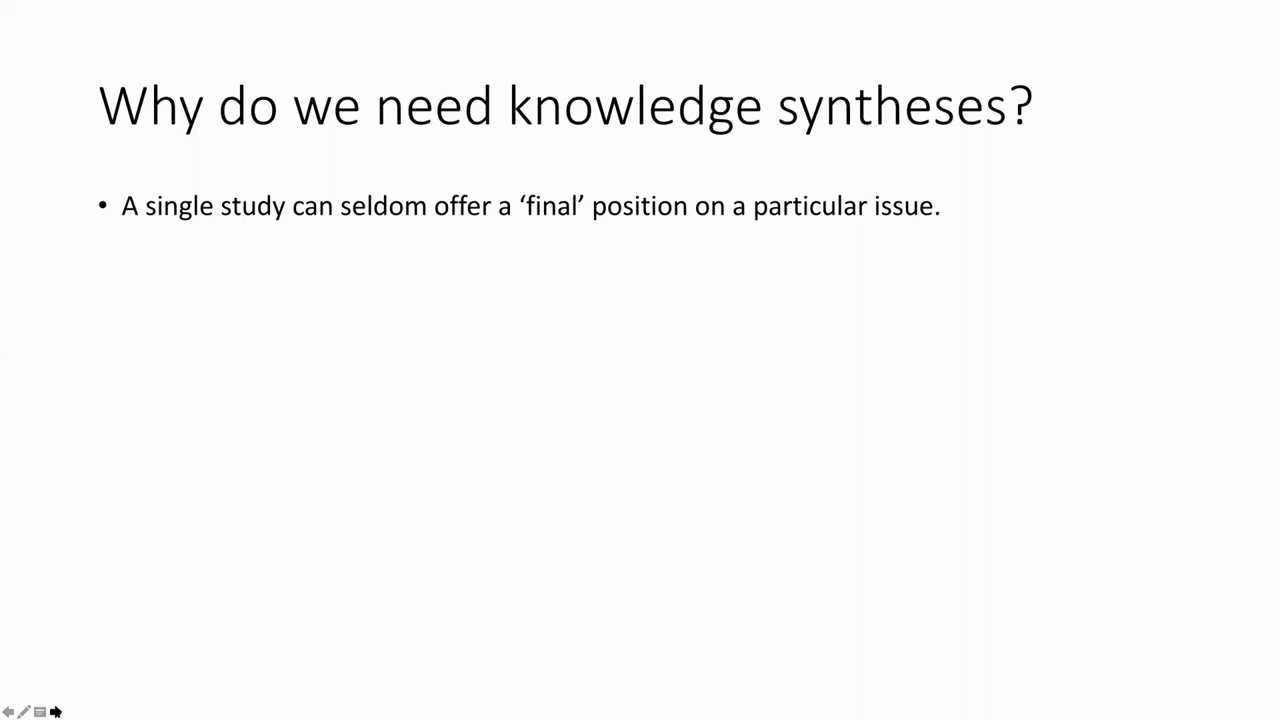 Why do we need knowledge syntheses?
• A single study can seldom offer a ‘final’ position on a particular issue.